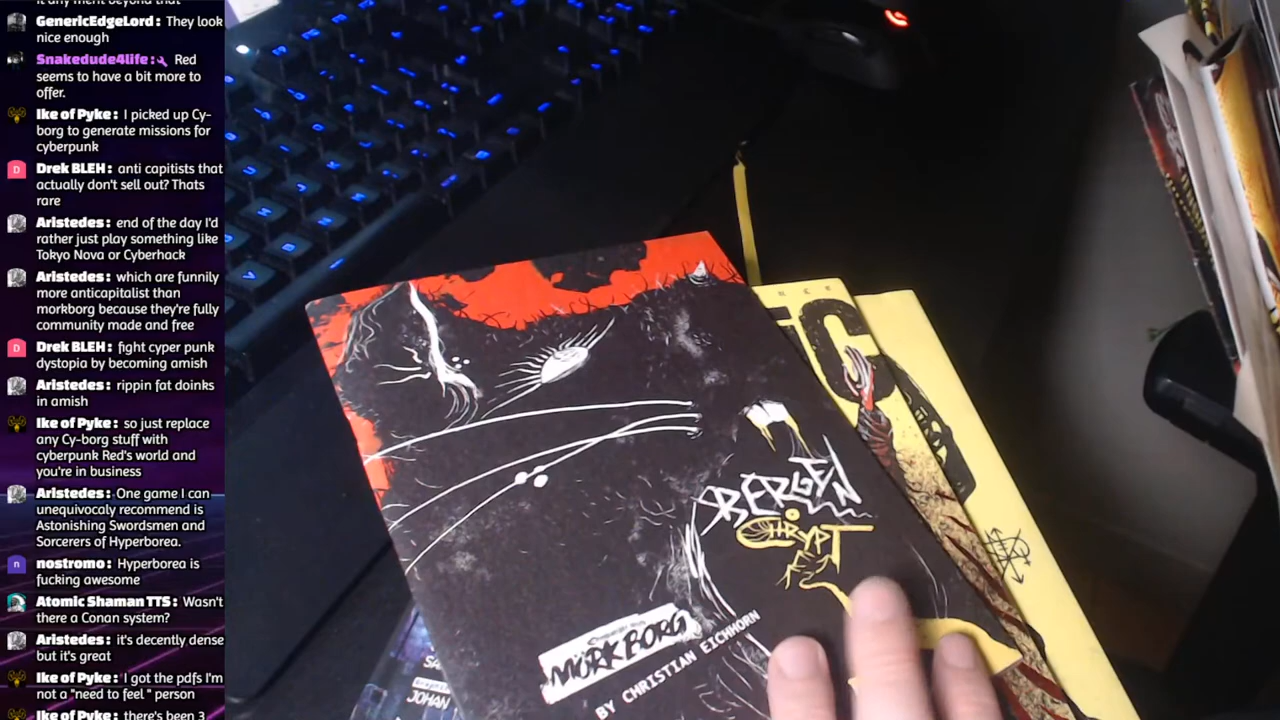 it any merit beyond that
GenericEdgeLord : They look
nice enough
Snakedude4life : Red
seems to have a bit more to
offer.
Ike of Pyke : I picked up Cy-
borg to generate missions for
cyberpunk
D
Drek BLEH : anti capitists that
actually don't sell out? Thats
rare
Aristedes : end of the day I'd
rather just play something like
Tokyo Nova or Cyberhack
Aristedes : which are funnily
more anticapitalist than
morkborg because they're fully
community made and free
D
Drek BLEH : fight cyper punk
dystopia by becoming amish
Aristedes : rippin fat doinks
in amish
Ike of Pyke : so just replace
any Cy-borg stuff with
cyberpunk Red's world and
you're in business
Aristedes : One game I can
unequivocaly recommend is
Astonishing Swordsmen and
Sorcerers of Hyperborea.
n
nostromo : Hyperborea is
fucking awesome
Atomic Shaman TTS : Wasn't
there a Conan system?
Aristedes : it's decently dense
but it's great
Ike of Pyke : I got the pdfs I'm
not a "need to feel " person
Ike of Pyke : there's been 3
BERGEN
CHRYPT
MÖRK BORG
BY CHRISTIAN EICHHORN
JOHAN